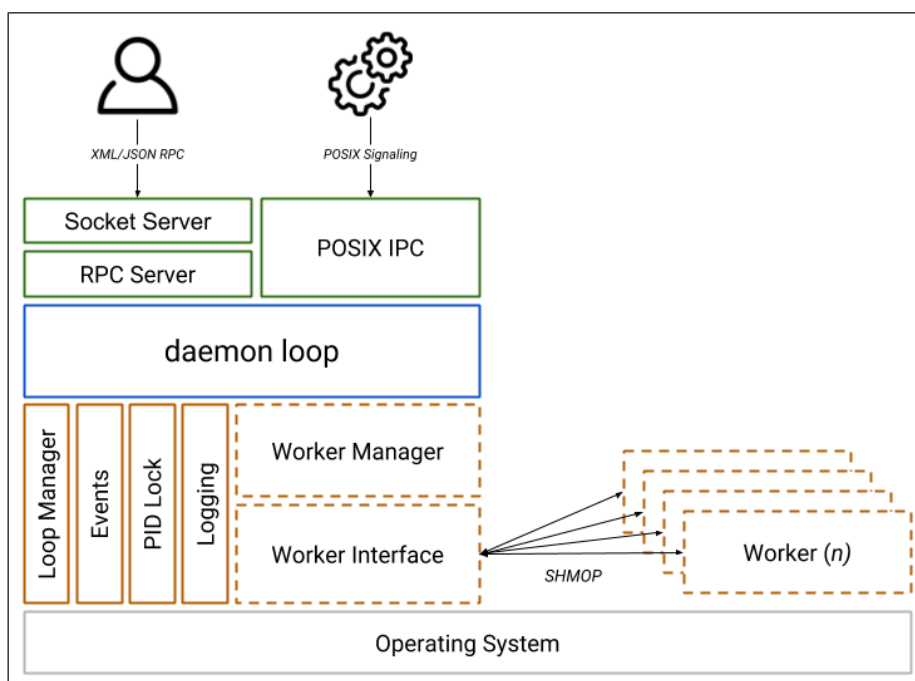 XML/JSON RPC
POSIX Signaling
Socket Server
RPC Server
POSIX IPC
daemon loop
Loop Manager
Events
PID Lock
Logging
Worker Manager
Worker Interface
SHMOP
Worker (n)
Operating System